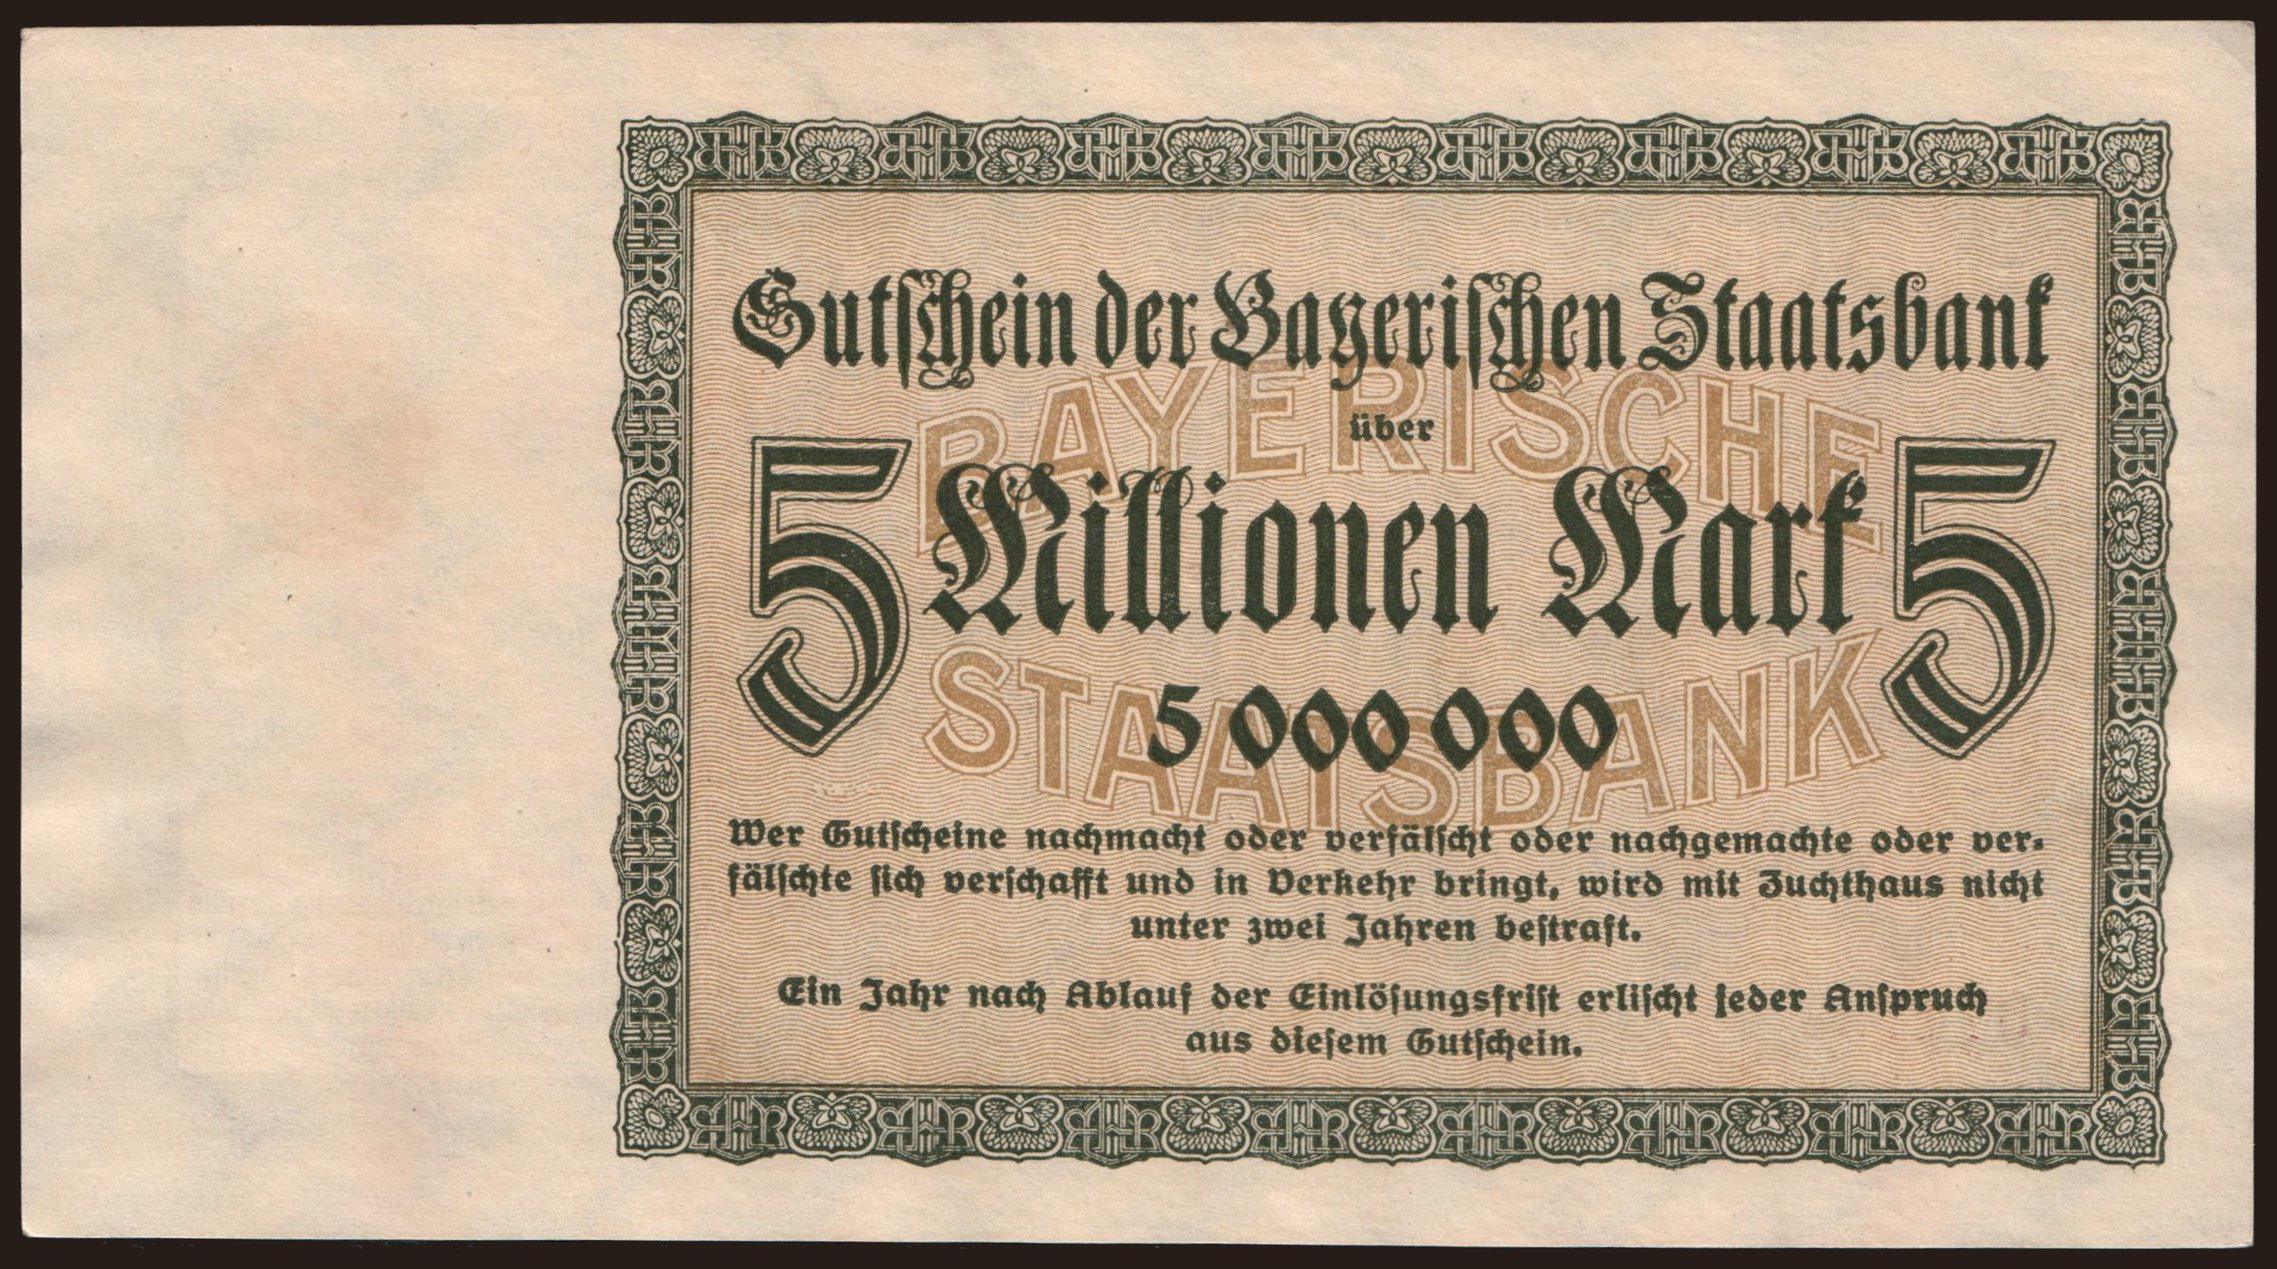 Gutschein der Bayerischen Staatsbank
über
5 Millionen Mark 5
5 000 000
BAYERISCHE
STAATSBANK
Wer Gutscheine nachmacht oder verfälscht oder nachgemachte oder ver-
fälschte sich verschafft und in Verkehr bringt, wird mit Zuchthaus nicht
unter zwei Jahren bestraft.
Ein Jahr nach Ablauf der Einlösungsfrist erlischt jeder Anspruch
aus diesem Gutschein.